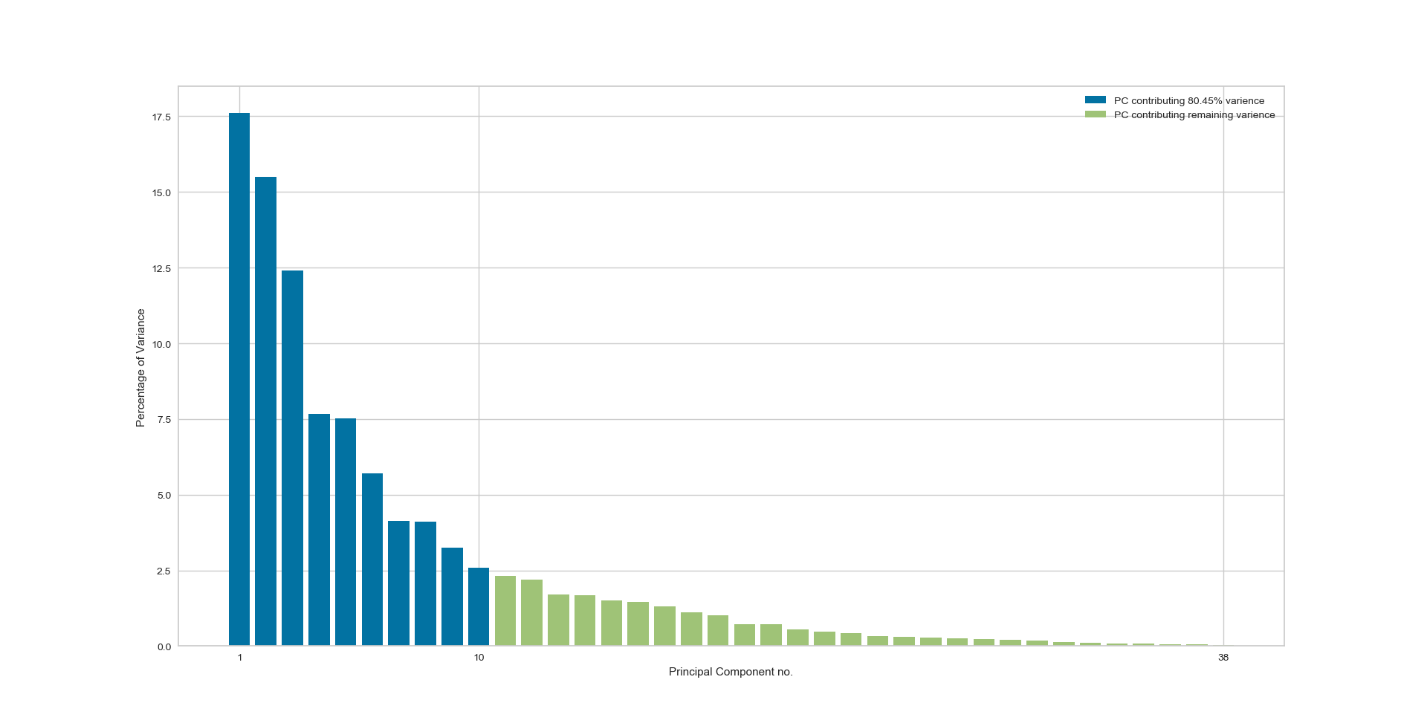 PC contributing 80.45% varience
PC contributing remaining varience
17.5
15.0
12.5
10.0
7.5
5.0
2.5
0.0
Percentage of Variance
1 10 38
Principal Component no.